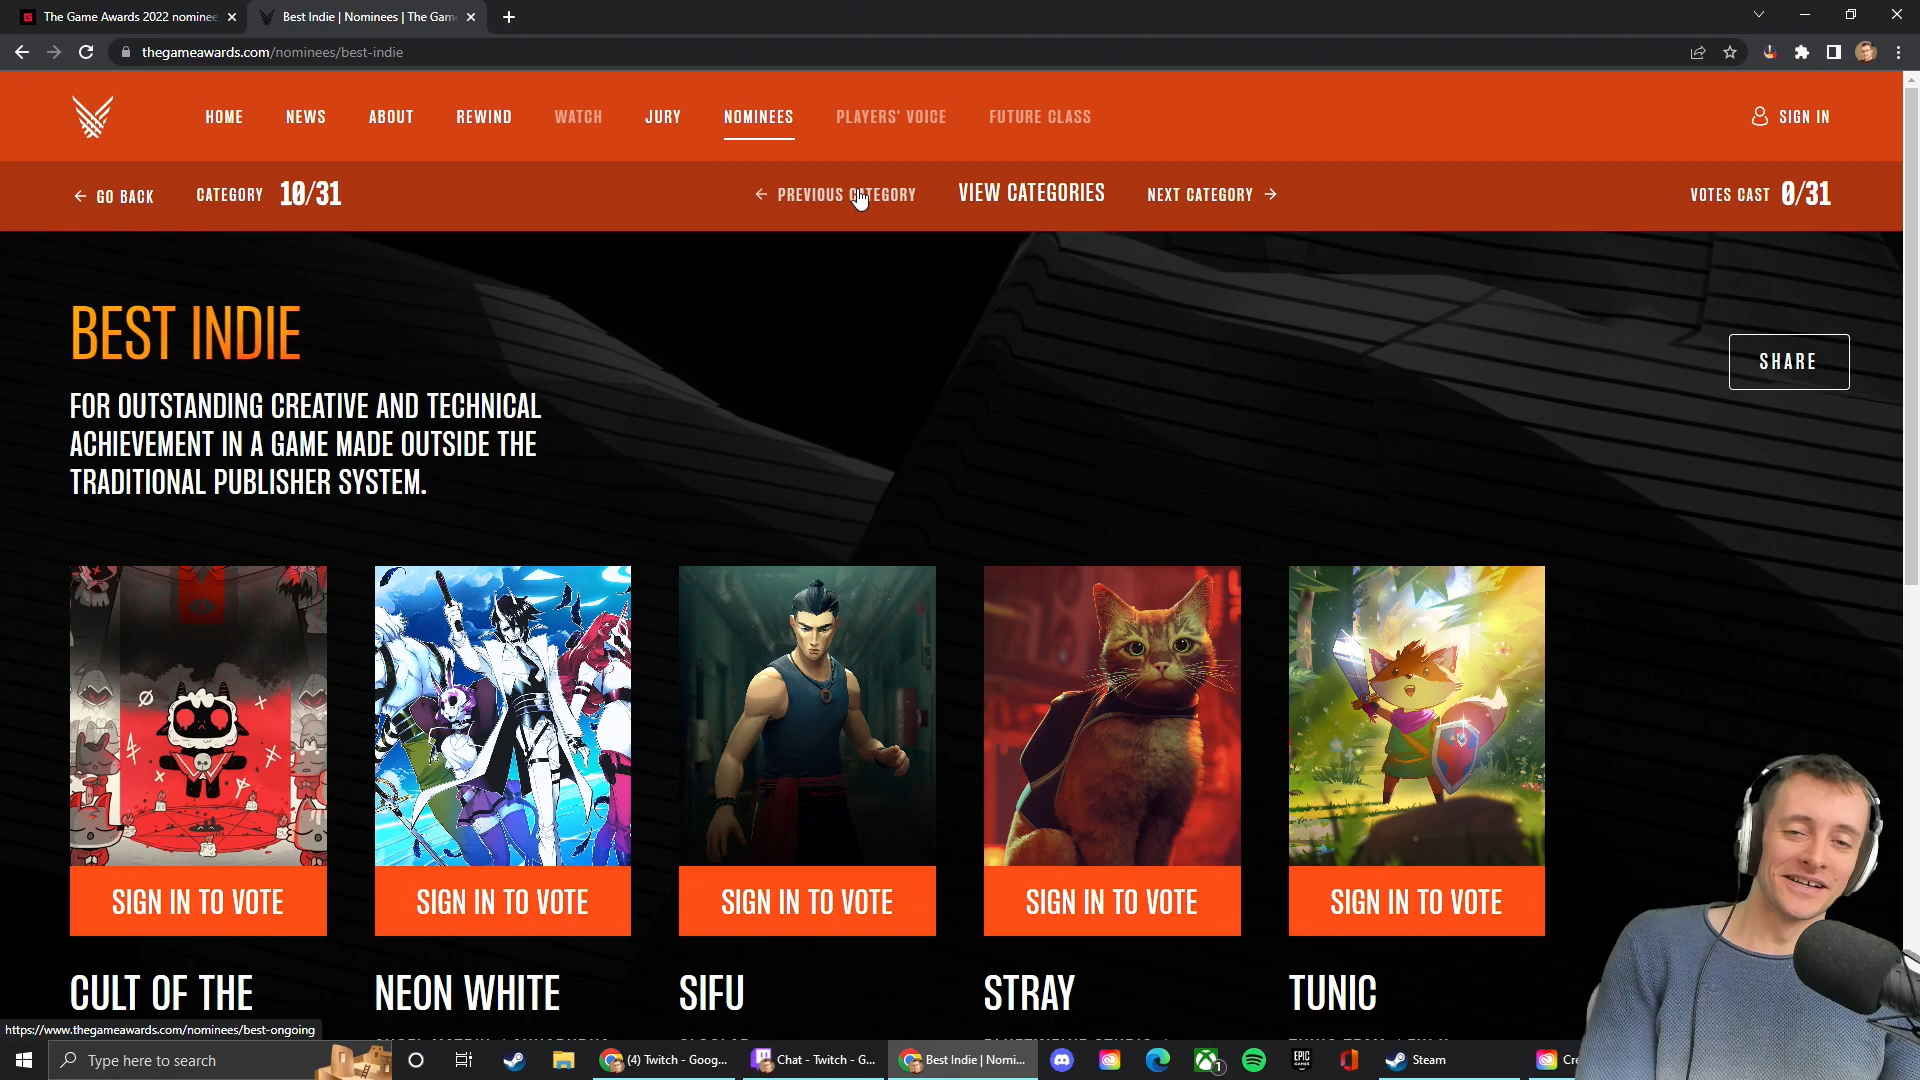 The Game Awards 2022 nominee
Best Indie | Nominees | The Gam
thegameawards.com/nominees/best-indie
HOME
NEWS
ABOUT
REWIND
WATCH
JURY
NOMINEES
PLAYERS' VOICE
FUTURE CLASS
SIGN IN
← GO BACK
CATEGORY 10/31
← PREVIOUS CATEGORY
VIEW CATEGORIES
NEXT CATEGORY →
VOTES CAST 0/31
BEST INDIE
SHARE
FOR OUTSTANDING CREATIVE AND TECHNICAL
ACHIEVEMENT IN A GAME MADE OUTSIDE THE
TRADITIONAL PUBLISHER SYSTEM.
SIGN IN TO VOTE
SIGN IN TO VOTE
SIGN IN TO VOTE
SIGN IN TO VOTE
SIGN IN TO VOTE
CULT OF THE
NEON WHITE
SIFU
STRAY
TUNIC
https://www.thegameawards.com/nominees/best-ongoing
Type here to search
(4) Twitch - Goog...
Chat - Twitch - G...
Best Indie | Nomi...
1
EPIC
GAMES
Steam